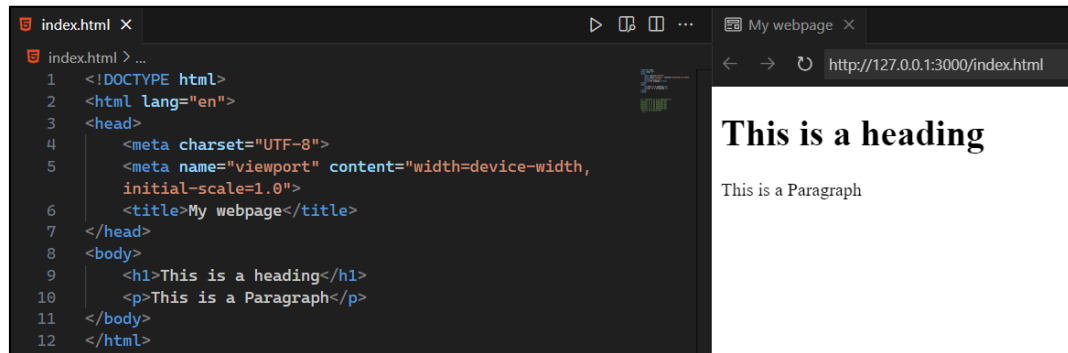 index.html
index.html > ...
1 <!DOCTYPE html>
2 <html lang="en">
3 <head>
4 <meta charset="UTF-8">
5 <meta name="viewport" content="width=device-width,
initial-scale=1.0">
6 <title>My webpage</title>
7 </head>
8 <body>
9 <h1>This is a heading</h1>
10 <p>This is a Paragraph</p>
11 </body>
12 </html>
My webpage
http://127.0.0.1:3000/index.html
This is a heading
This is a Paragraph